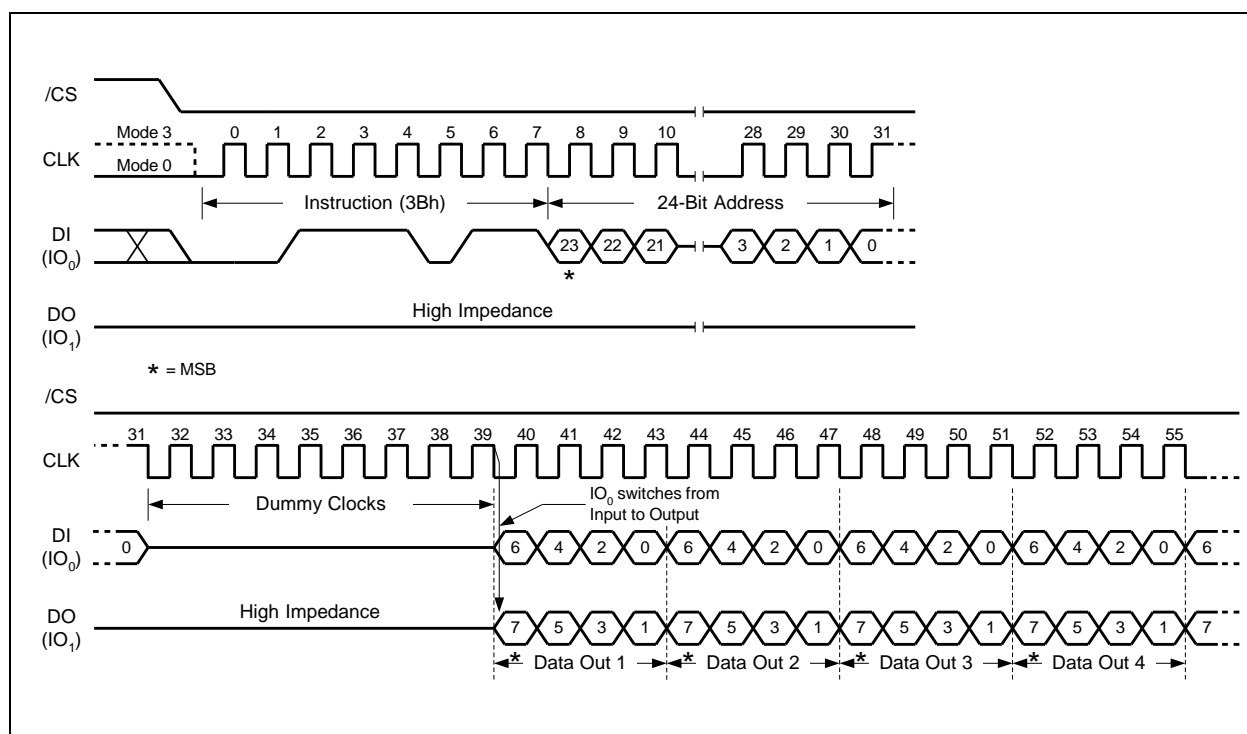 /CS
Mode 3 0 1 2 3 4 5 6 7 8 9 10 28 29 30 31
CLK
Mode 0
Instruction (3Bh) 24-Bit Address
DI
(IO0) 23 22 21 3 2 1 0
*
High Impedance
DO
(IO1)
* = MSB
/CS
31 32 33 34 35 36 37 38 39 40 41 42 43 44 45 46 47 48 49 50 51 52 53 54 55
CLK
Dummy Clocks
IO0 switches from
Input to Output
DI
(IO0) 0 6 4 2 0 6 4 2 0 6 4 2 0 6 4 2 0 6
High Impedance
DO
(IO1) 7 5 3 1 7 5 3 1 7 5 3 1 7 5 3 1 7
* Data Out 1 * Data Out 2 * Data Out 3 * Data Out 4